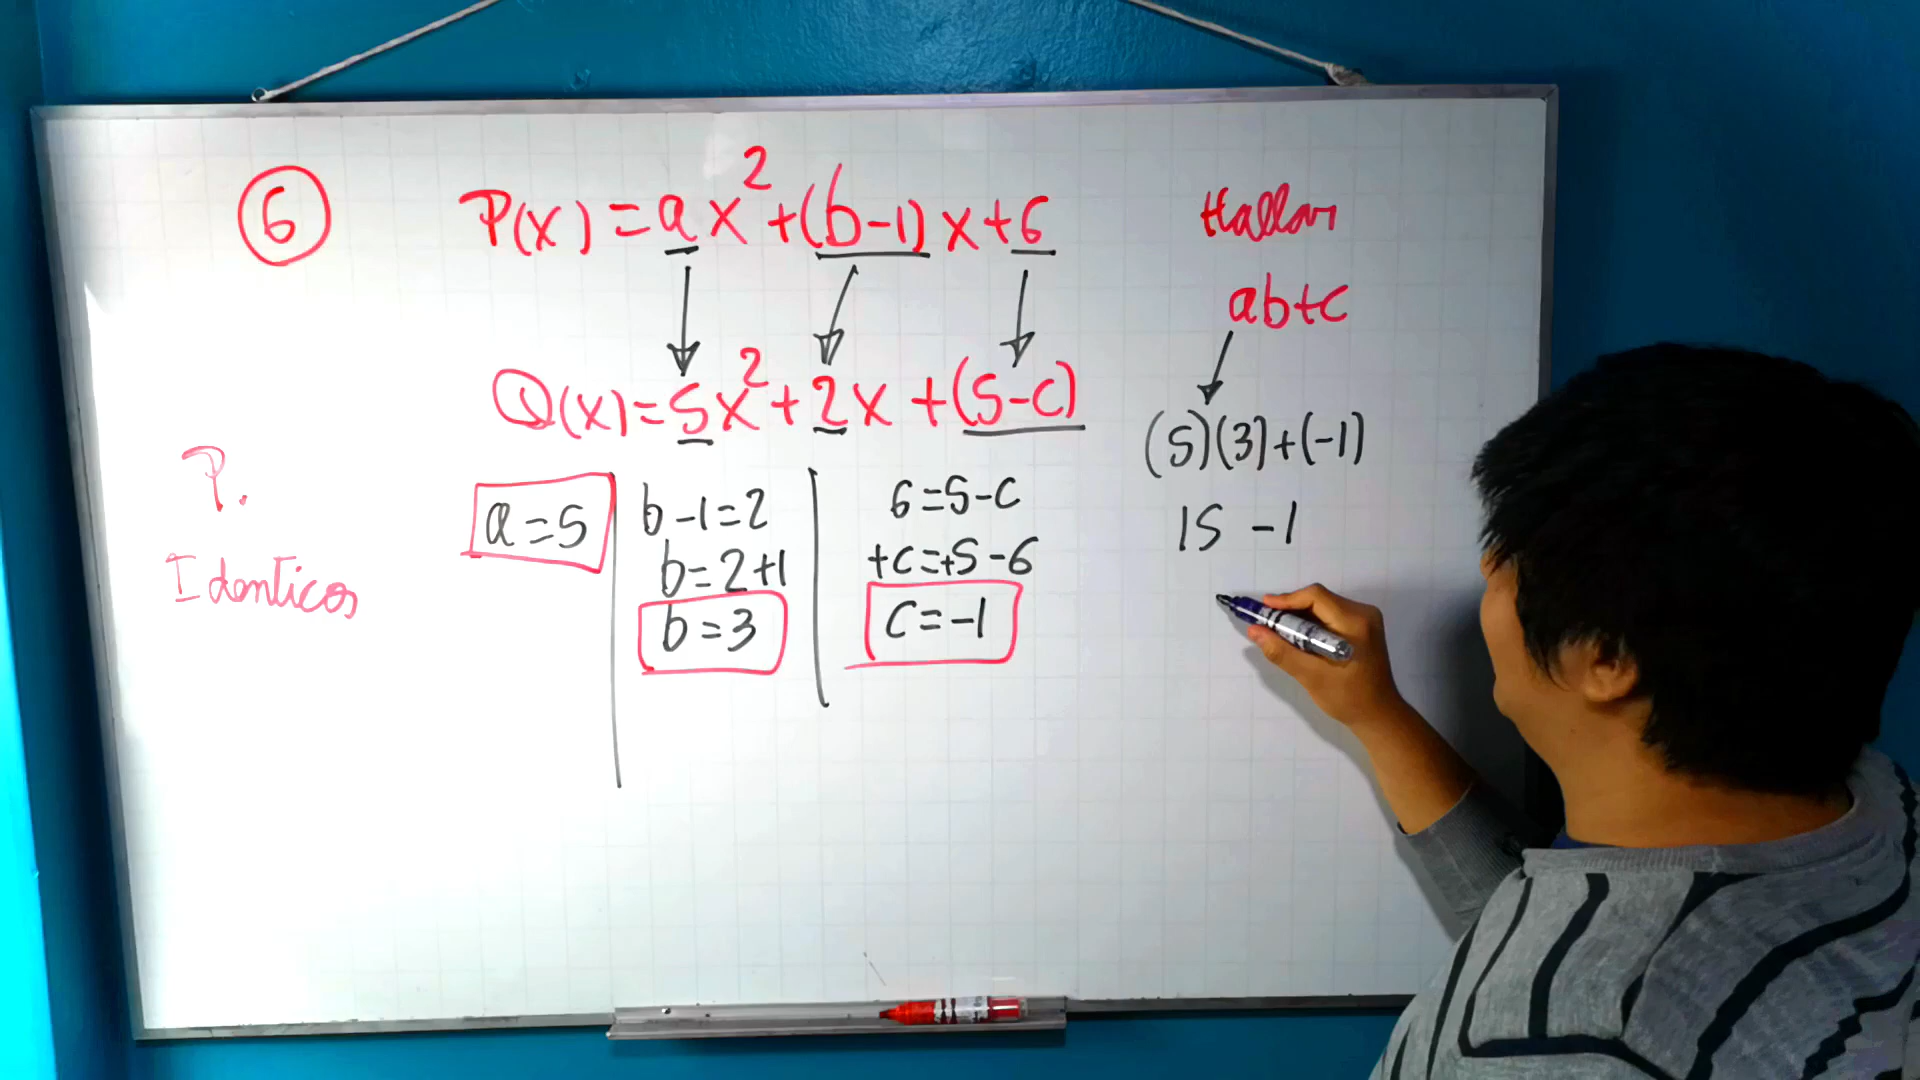 6
P(x) = ax² + (b-1)x + 6
Hallar
ab+c
Q(x) = 5x² + 2x + (5-c)
(5)(3)+(-1)
15 - 1
P.
Identicos
a = 5
b - 1 = 2
b = 2+1
b = 3
6 = 5 - c
+c = +5 - 6
c = -1